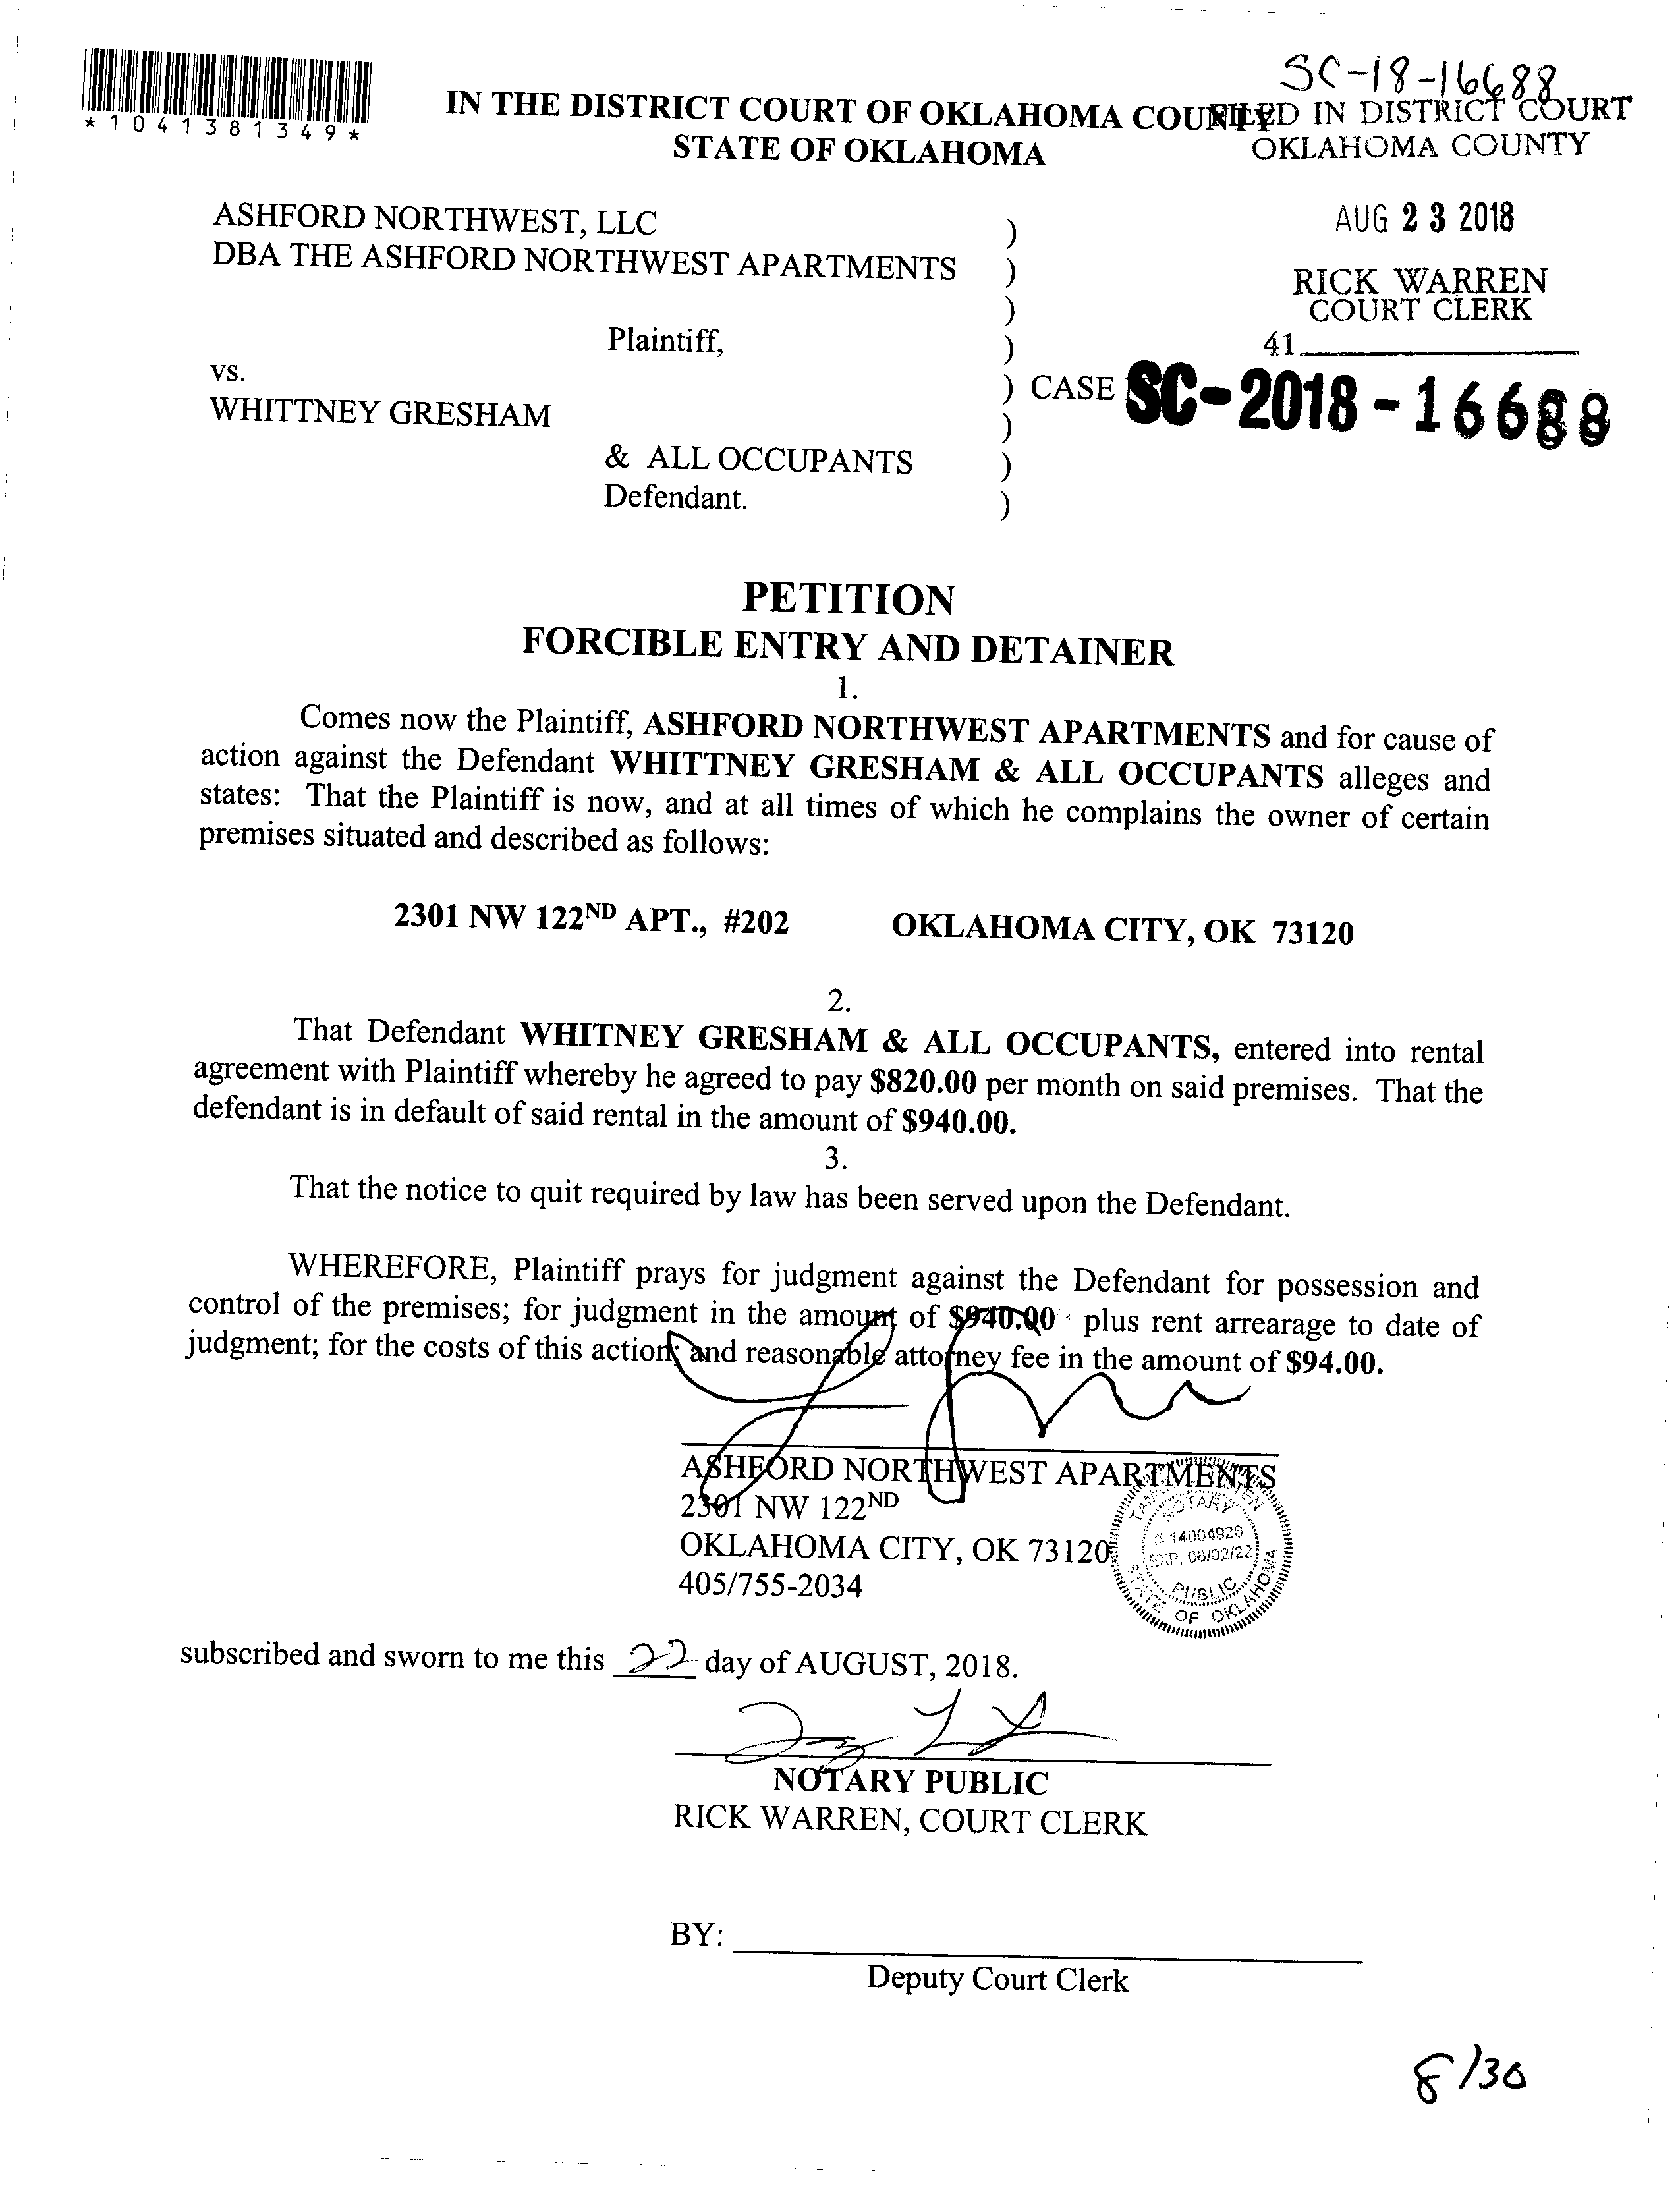 SC-18-16688
*1041381349*
IN THE DISTRICT COURT OF OKLAHOMA COUNTY
STATE OF OKLAHOMA
FILED IN DISTRICT COURT
OKLAHOMA COUNTY
AUG 23 2018
RICK WARREN
COURT CLERK
41
ASHFORD NORTHWEST, LLC )
DBA THE ASHFORD NORTHWEST APARTMENTS )
)
Plaintiff, )
vs. ) CASE SC-2018-16688
WHITTNEY GRESHAM )
& ALL OCCUPANTS )
Defendant. )
PETITION
FORCIBLE ENTRY AND DETAINER
1.
Comes now the Plaintiff, ASHFORD NORTHWEST APARTMENTS and for cause of
action against the Defendant WHITTNEY GRESHAM & ALL OCCUPANTS alleges and
states: That the Plaintiff is now, and at all times of which he complains the owner of certain
premises situated and described as follows:
2301 NW 122ND APT., #202 OKLAHOMA CITY, OK 73120
2.
That Defendant WHITNEY GRESHAM & ALL OCCUPANTS, entered into rental
agreement with Plaintiff whereby he agreed to pay $820.00 per month on said premises. That the
defendant is in default of said rental in the amount of $940.00.
3.
That the notice to quit required by law has been served upon the Defendant.
WHEREFORE, Plaintiff prays for judgment against the Defendant for possession and
control of the premises; for judgment in the amount of $940.00 plus rent arrearage to date of
judgment; for the costs of this action; and reasonable attorney fee in the amount of $94.00.
ASHFORD NORTHWEST APARTMENTS
2301 NW 122ND
OKLAHOMA CITY, OK 73120
405/755-2034
NOTARY
# 14004926
EXP. 06/02/22
PUBLIC
STATE OF OKLAHOMA
subscribed and sworn to me this 22 day of AUGUST, 2018.
NOTARY PUBLIC
RICK WARREN, COURT CLERK
BY:
Deputy Court Clerk
8/30